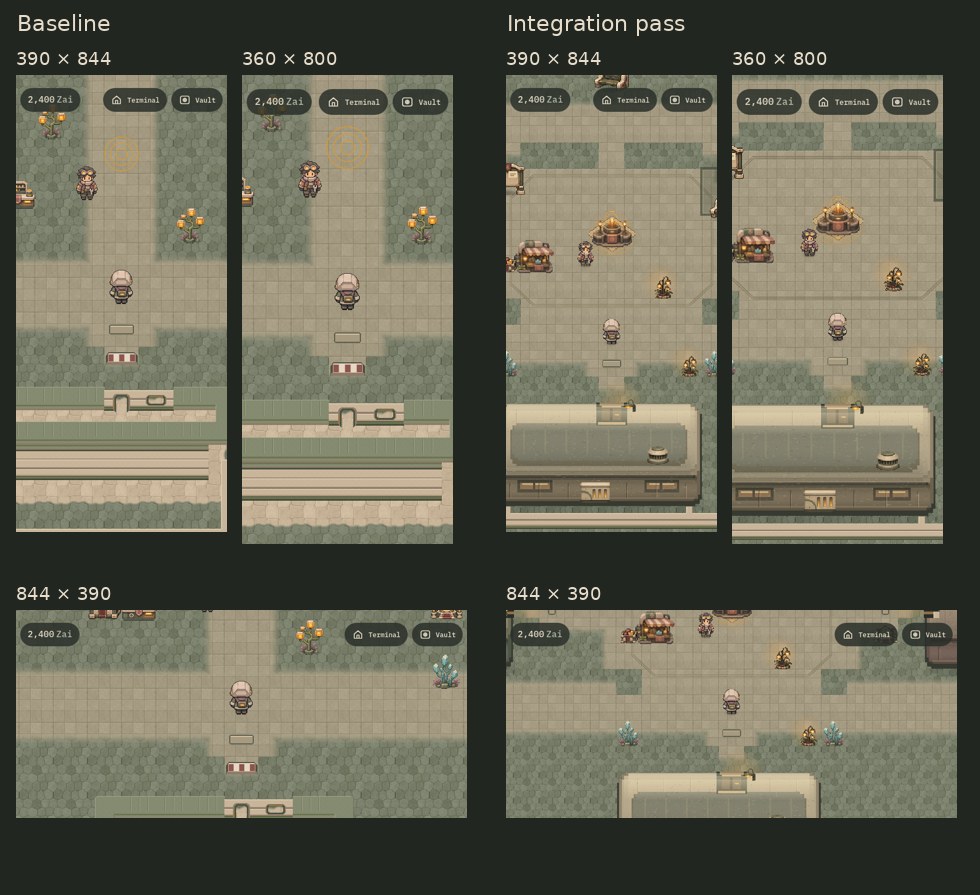 Baseline
Integration pass
390 × 844
360 × 800
390 × 844
360 × 800
2,400 Zai
Terminal
Vault
2,400 Zai
Terminal
Vault
2,400 Zai
Terminal
Vault
2,400 Zai
Terminal
Vault
844 × 390
844 × 390
2,400 Zai
Terminal
Vault
2,400 Zai
Terminal
Vault